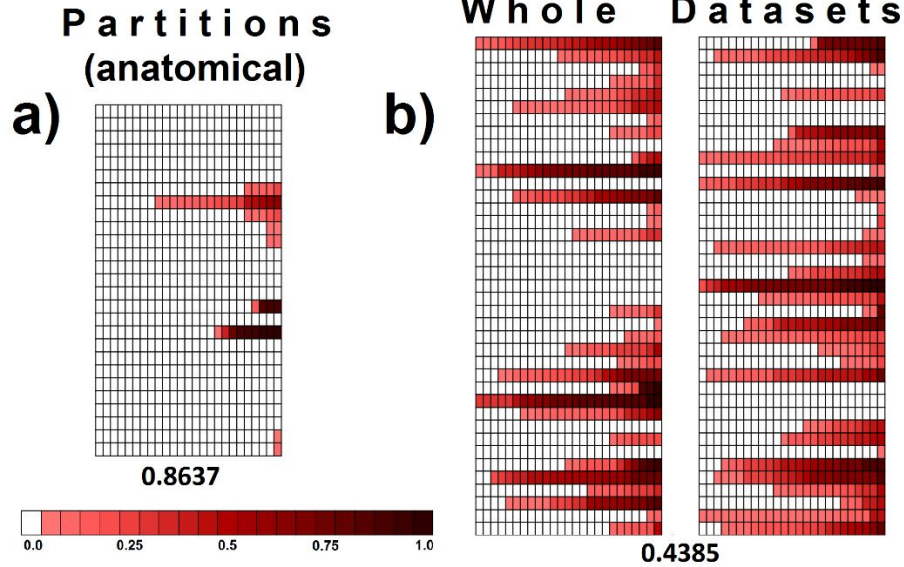 Partitions
(anatomical)
a)
0.8637
0.0 0.25 0.5 0.75 1.0
Whole Datasets
b)
0.4385